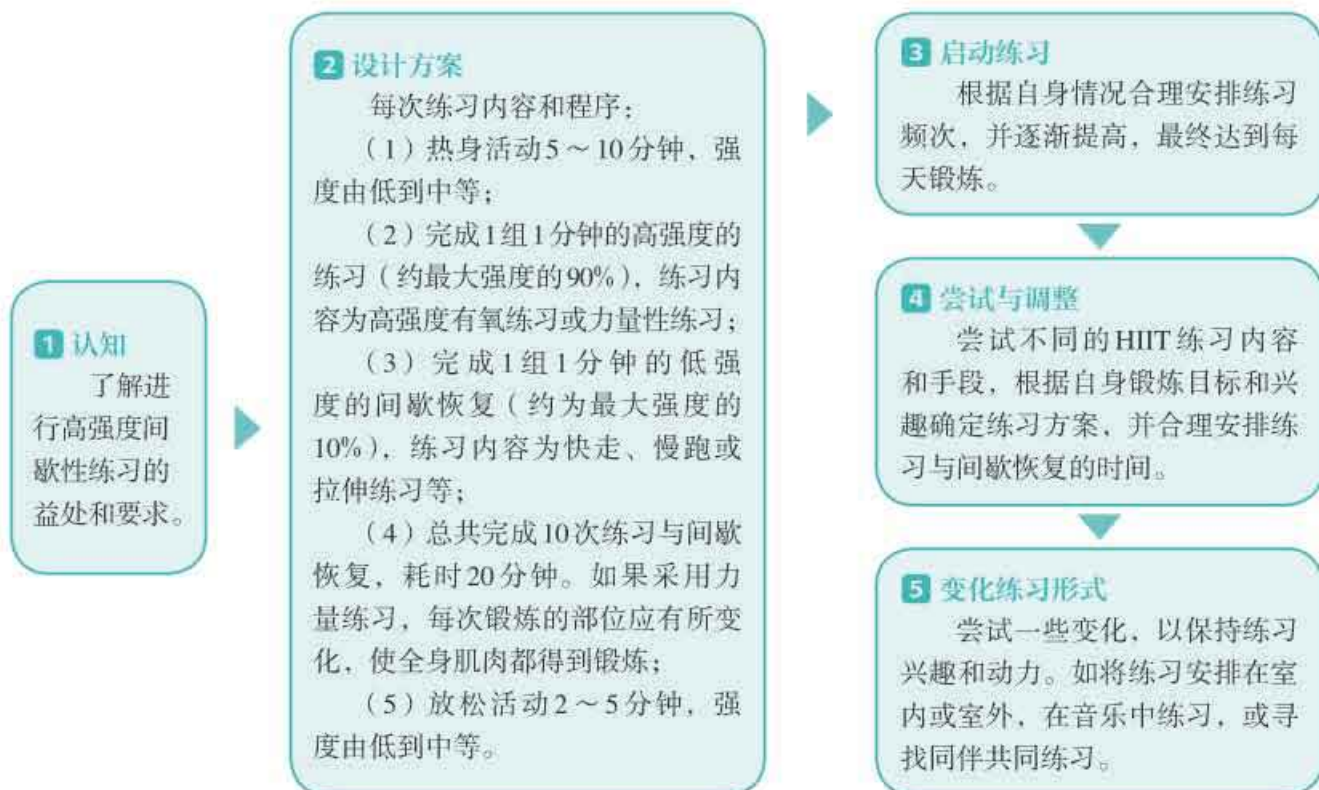 1 认知
了解进
行高强度间
歇性练习的
益处和要求。
2 设计方案
每次练习内容和程序：
（1）热身活动5～10分钟，强
度由低到中等；
（2）完成1组1分钟的高强度的
练习（约最大强度的90%），练习内
容为高强度有氧练习或力量性练习；
（3）完成1组1分钟的低强
度的间歇恢复（约为最大强度的
10%），练习内容为快走、慢跑或
拉伸练习等；
（4）总共完成10次练习与间歇
恢复，耗时20分钟。如果采用力
量练习，每次锻炼的部位应有所变
化，使全身肌肉都得到锻炼；
（5）放松活动2～5分钟，强
度由低到中等。
3 启动练习
根据自身情况合理安排练习
频次，并逐渐提高，最终达到每
天锻炼。
4 尝试与调整
尝试不同的HIIT练习内容
和手段，根据自身锻炼目标和兴
趣确定练习方案，并合理安排练
习与间歇恢复的时间。
5 变化练习形式
尝试一些变化，以保持练习
兴趣和动力。如将练习安排在室
内或室外，在音乐中练习，或寻
找同伴共同练习。